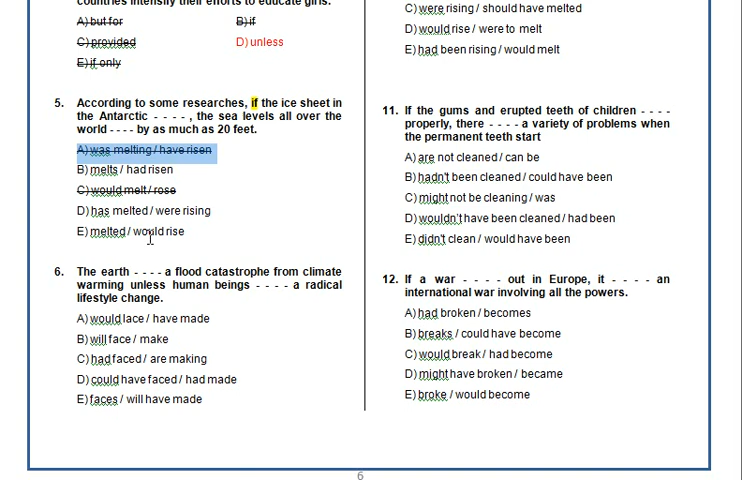 countries intensify their efforts to educate girls.
A) but for
B) if
C) provided
D) unless
E) if only
5. According to some researches, if the ice sheet in
the Antarctic - - - - , the sea levels all over the
world - - - - by as much as 20 feet.
A) was melting / have risen
B) melts / had risen
C) would melt / rose
D) has melted / were rising
E) melted / would rise
6. The earth - - - - a flood catastrophe from climate
warming unless human beings - - - - a radical
lifestyle change.
A) would lace / have made
B) will face / make
C) had faced / are making
D) could have faced / had made
E) faces / will have made
C) were rising / should have melted
D) would rise / were to melt
E) had been rising / would melt
11. If the gums and erupted teeth of children - - - -
properly, there - - - - a variety of problems when
the permanent teeth start
A) are not cleaned / can be
B) hadn't been cleaned / could have been
C) might not be cleaning / was
D) wouldn't have been cleaned / had been
E) didn't clean / would have been
12. If a war - - - - out in Europe, it - - - - an
international war involving all the powers.
A) had broken / becomes
B) breaks / could have become
C) would break / had become
D) might have broken / became
E) broke / would become
6